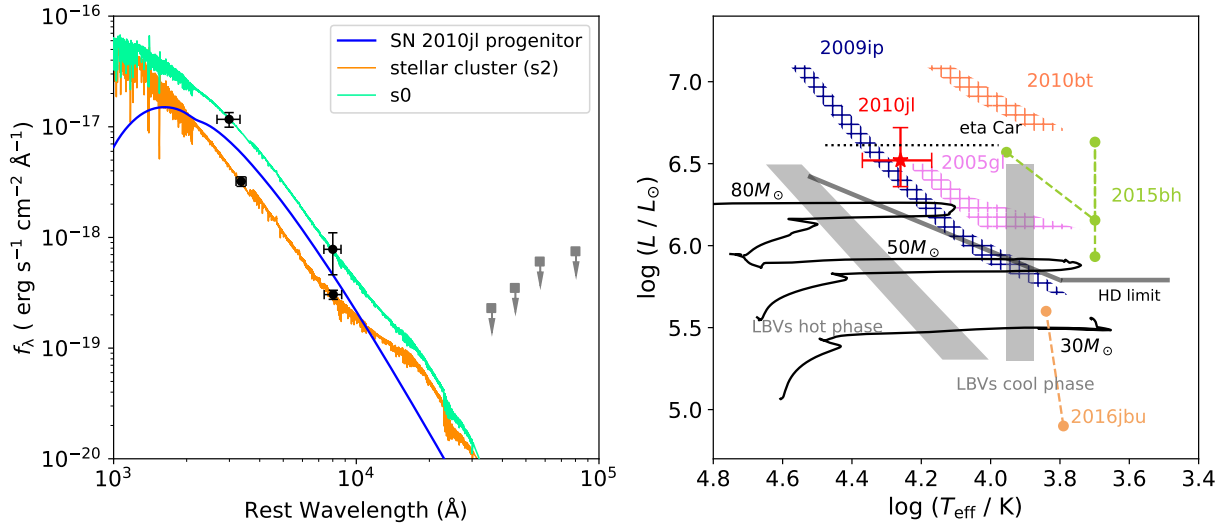 10⁻¹⁶
10⁻¹⁷
10⁻¹⁸
10⁻¹⁹
10⁻²⁰
f_λ ( erg s⁻¹ cm⁻² Å⁻¹)
SN 2010jl progenitor
stellar cluster (s2)
s0
10³
10⁴
10⁵
Rest Wavelength (Å)
7.0
6.5
6.0
5.5
5.0
log (L / L⊙)
2009ip
2010bt
2010jl
eta Car
2005gl
2015bh
80M⊙
50M⊙
HD limit
LBVs hot phase
30M⊙
LBVs cool phase
2016jbu
4.8
4.6
4.4
4.2
4.0
3.8
3.6
3.4
log (T_eff / K)